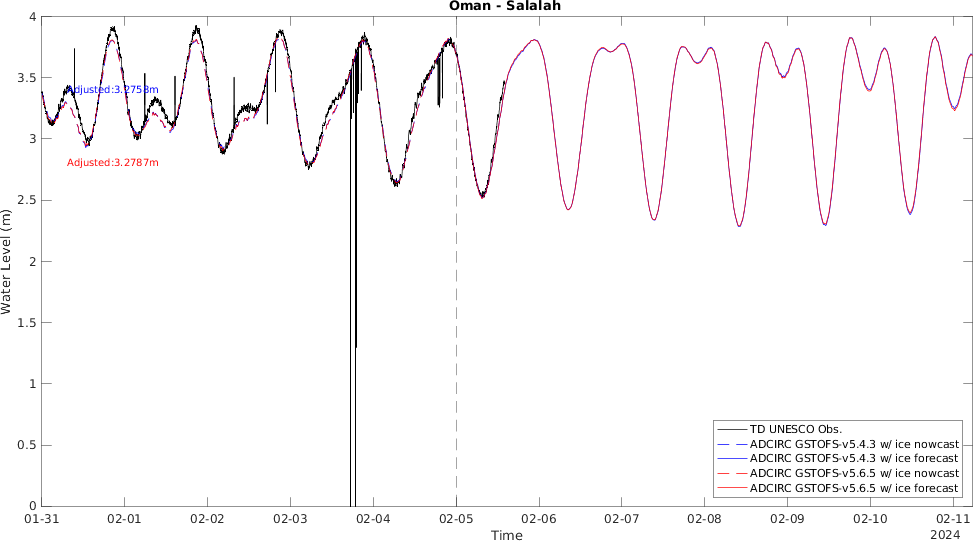 Oman - Salalah
Water Level (m)
4
3.5
3
2.5
2
1.5
1
0.5
0
Adjusted:3.2758m
Adjusted:3.2787m
TD UNESCO Obs.
ADCIRC GSTOFS-v5.4.3 w/ ice nowcast
ADCIRC GSTOFS-v5.4.3 w/ ice forecast
ADCIRC GSTOFS-v5.6.5 w/ ice nowcast
ADCIRC GSTOFS-v5.6.5 w/ ice forecast
01-31 02-01 02-02 02-03 02-04 02-05 02-06 02-07 02-08 02-09 02-10 02-11
Time
2024